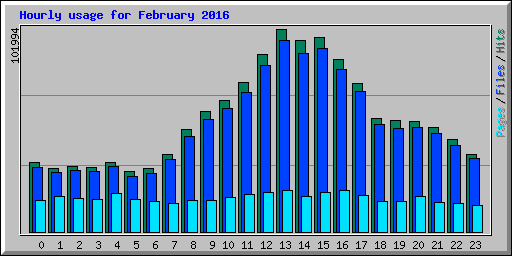 Hourly usage for February 2016
101994
Pages/Files/Hits
0 1 2 3 4 5 6 7 8 9 10 11 12 13 14 15 16 17 18 19 20 21 22 23